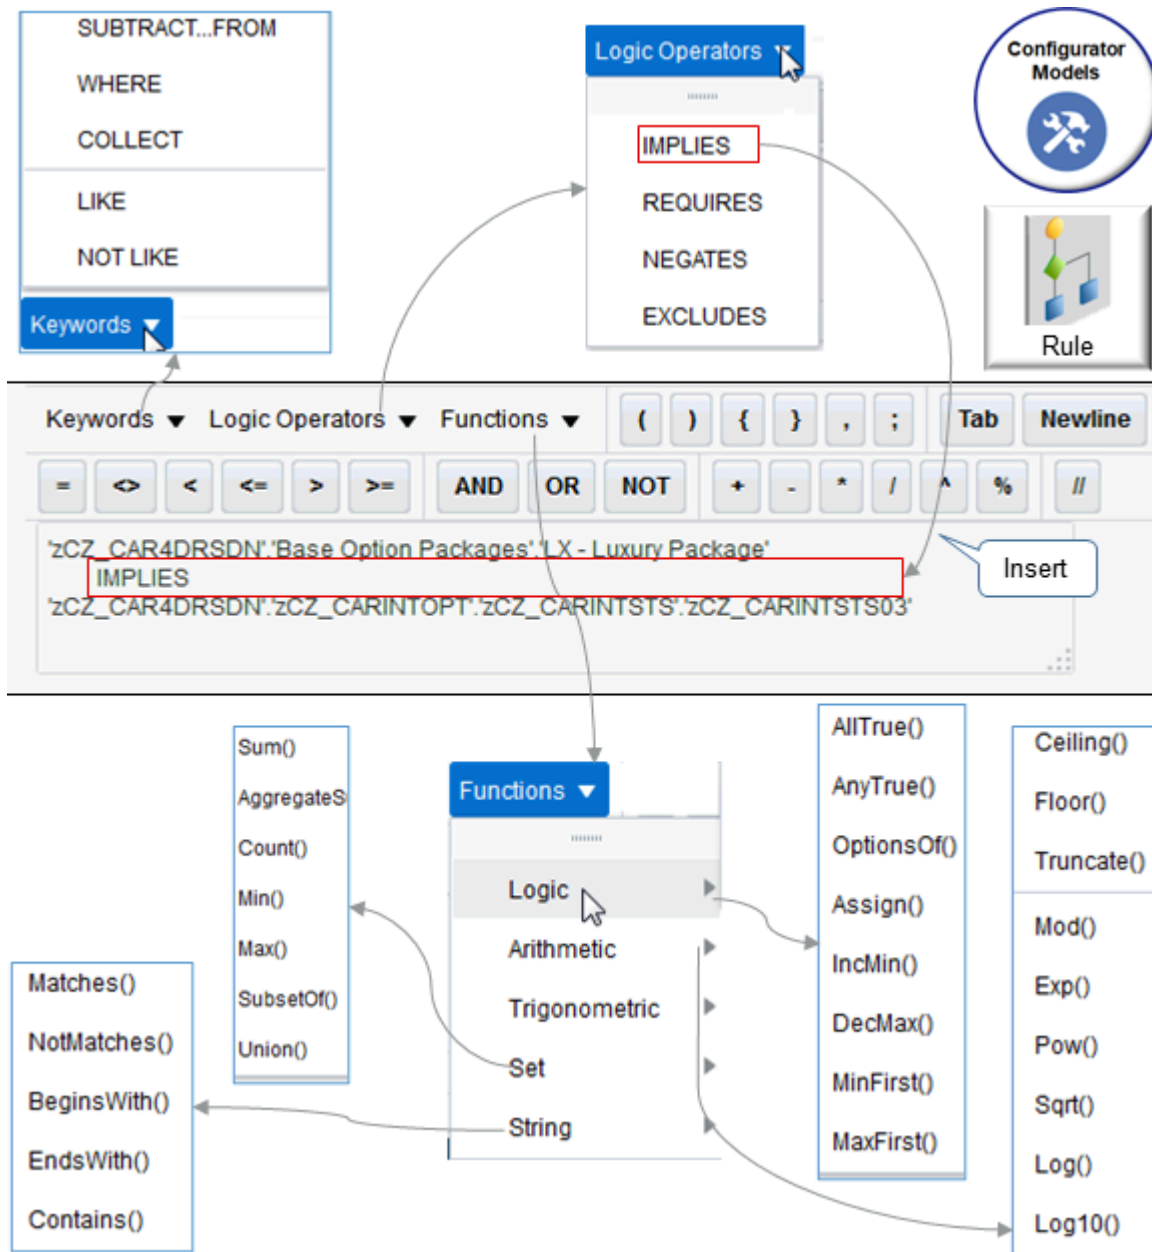 SUBTRACT...FROM
WHERE
COLLECT
LIKE
NOT LIKE
Keywords
Logic Operators
IMPLIES
REQUIRES
NEGATES
EXCLUDES
Configurator
Models
Rule
Keywords Logic Operators Functions ( ) { } , ; Tab Newline
= <> < <= > >= AND OR NOT + - * / ^ % //
'zCZ_CAR4DRSDN'.'Base Option Packages'.'LX - Luxury Package'
IMPLIES
'zCZ_CAR4DRSDN'.'zCZ_CARINTOPT'.'zCZ_CARINTSTS'.'zCZ_CARINTSTS03'
Insert
Sum()
AggregateS
Count()
Min()
Max()
SubsetOf()
Union()
Matches()
NotMatches()
BeginsWith()
EndsWith()
Contains()
Functions
Logic
Arithmetic
Trigonometric
Set
String
AllTrue()
AnyTrue()
OptionsOf()
Assign()
IncMin()
DecMax()
MinFirst()
MaxFirst()
Ceiling()
Floor()
Truncate()
Mod()
Exp()
Pow()
Sqrt()
Log()
Log10()